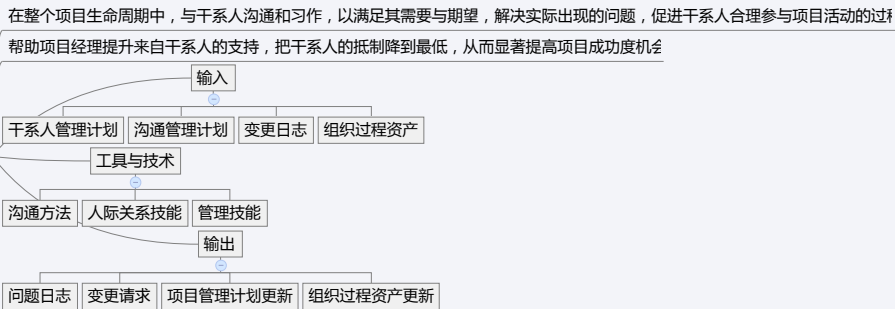 在整个项目生命周期中，与干系人沟通和习作，以满足其需要与期望，解决实际出现的问题，促进干系人合理参与项目活动的过
帮助项目经理提升来自干系人的支持，把干系人的抵制降到最低，从而显著提高项目成功度机会
输入
干系人管理计划 沟通管理计划 变更日志 组织过程资产
工具与技术
沟通方法 人际关系技能 管理技能
输出
问题日志 变更请求 项目管理计划更新 组织过程资产更新